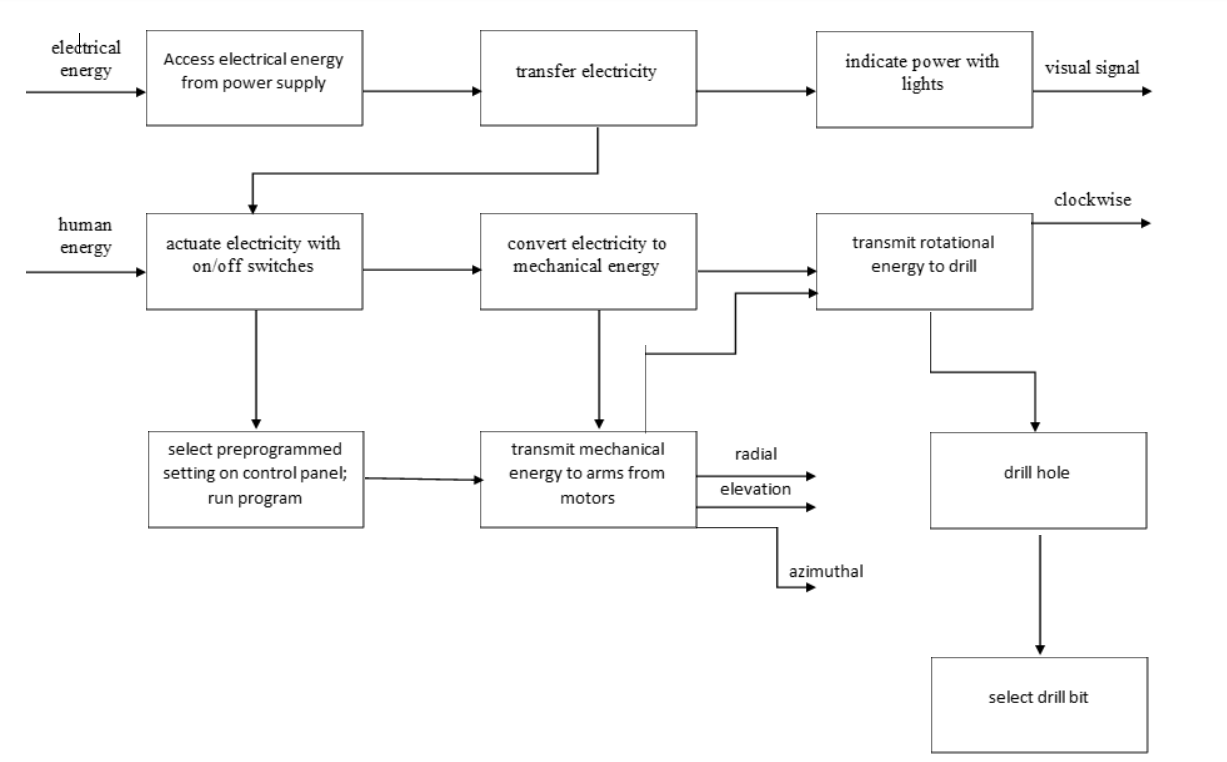 electrical
energy
Access electrical energy
from power supply
transfer electricity
indicate power with
lights
visual signal
human
energy
actuate electricity with
on/off switches
convert electricity to
mechanical energy
transmit rotational
energy to drill
clockwise
select preprogrammed
setting on control panel;
run program
transmit mechanical
energy to arms from
motors
radial
elevation
azimuthal
drill hole
select drill bit